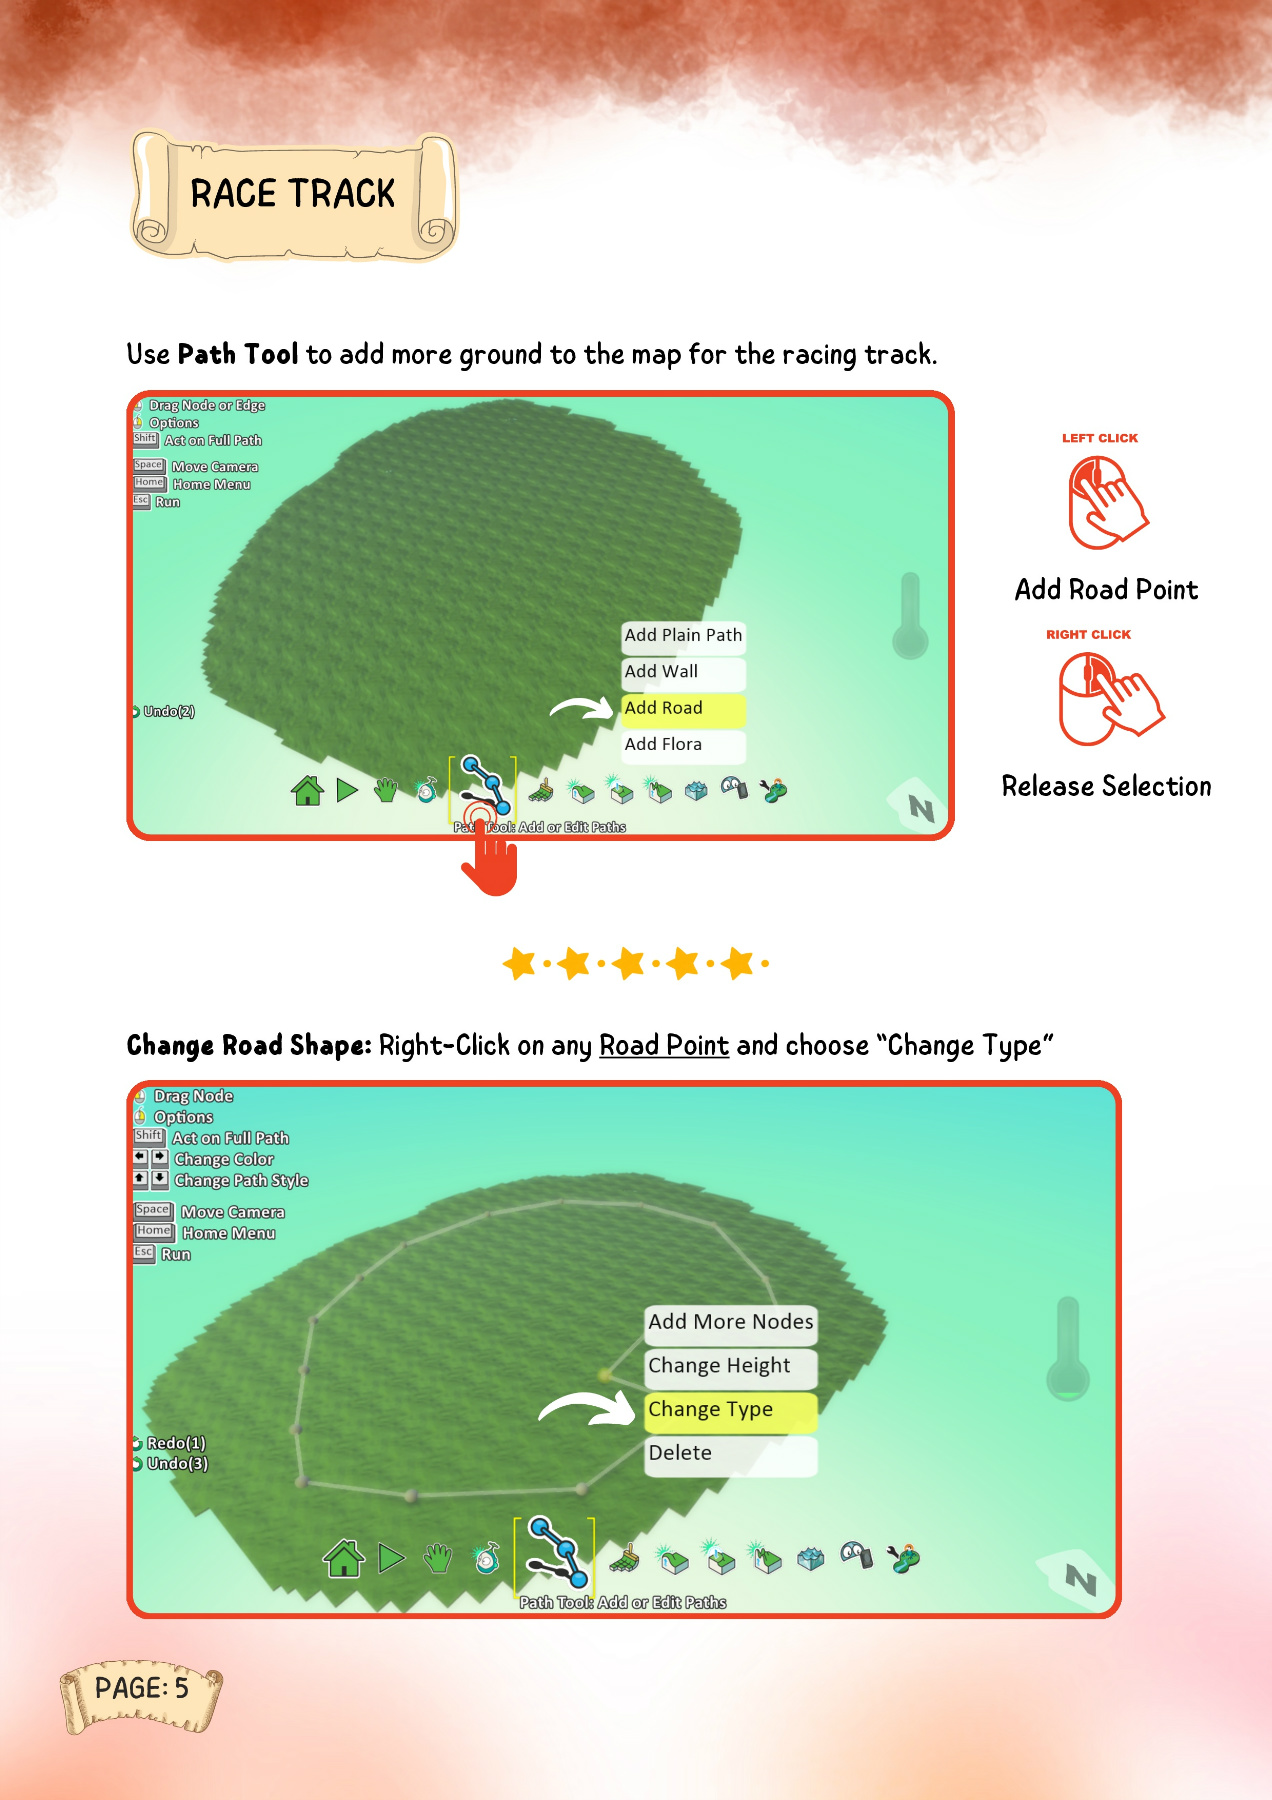 RACE TRACK
Use Path Tool to add more ground to the map for the racing track.
Drag Node or Edge
Options
Shift Act on Full Path
Space Move Camera
Home Home Menu
Esc Run
Undo(2)
Add Plain Path
Add Wall
Add Road
Add Flora
Path Tool: Add or Edit Paths
N
LEFT CLICK
Add Road Point
RIGHT CLICK
Release Selection
Change Road Shape: Right-Click on any Road Point and choose “Change Type”
Drag Node
Options
Shift Act on Full Path
Change Color
Change Path Style
Space Move Camera
Home Home Menu
Esc Run
Add More Nodes
Change Height
Change Type
Delete
Redo(1)
Undo(3)
Path Tool: Add or Edit Paths
N
PAGE: 5